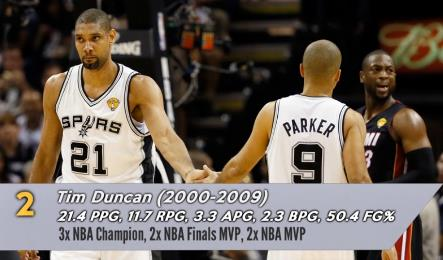 SPURS
21
PARKER
9
3
2
Tim Duncan (2000-2009)
21.4 PPG, 11.7 RPG, 3.3 APG, 2.3 BPG, 50.4 FG%
3x NBA Champion, 2x NBA Finals MVP, 2x NBA MVP